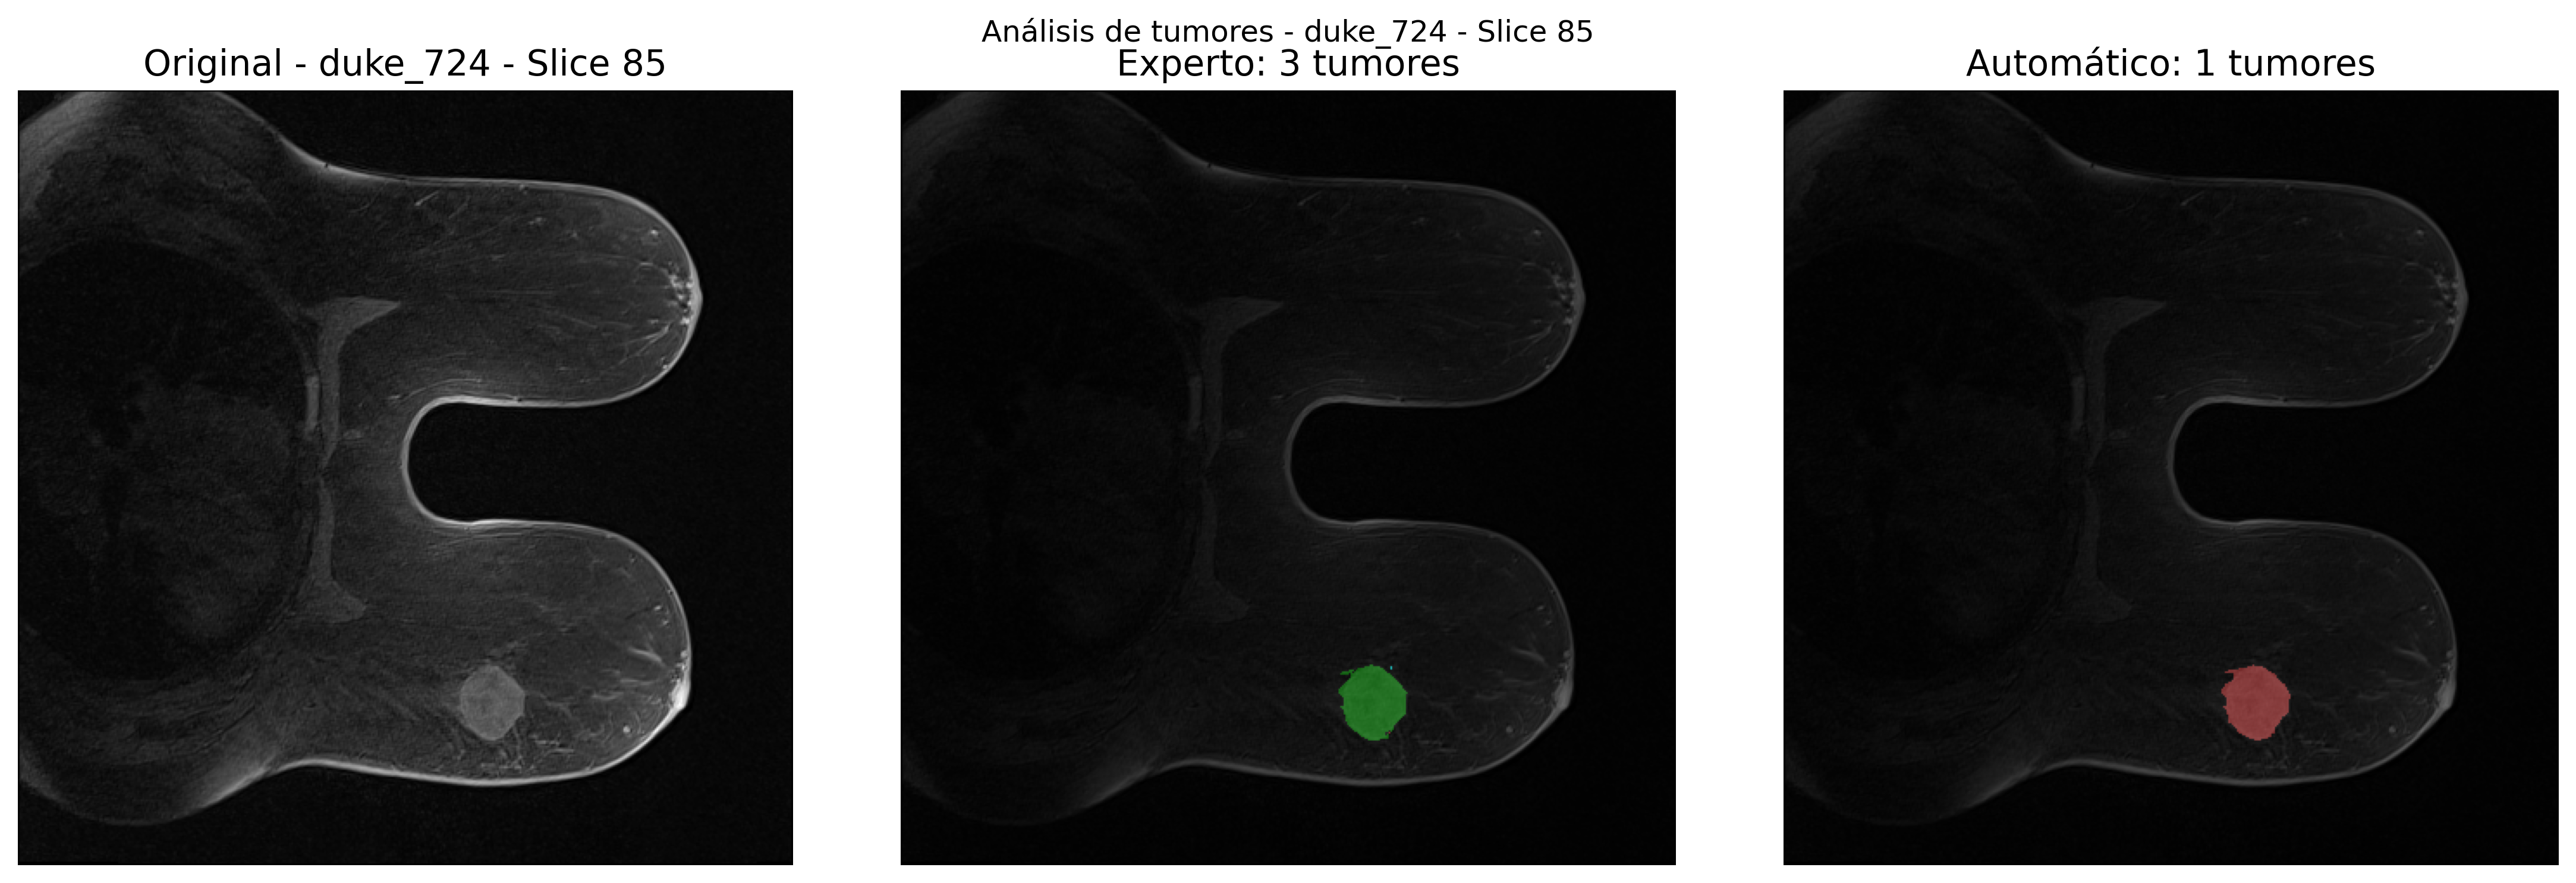 Análisis de tumores - duke_724 - Slice 85
Original - duke_724 - Slice 85
Experto: 3 tumores
Automático: 1 tumores